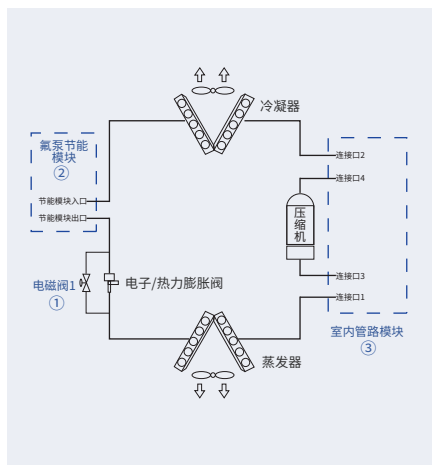 冷凝器
氟泵节能
模块
②
连接口2
连接口4
节能模块入口
节能模块出口
压
缩
机
电子/热力膨胀阀
电磁阀1
①
连接口3
连接口1
室内管路模块
③
蒸发器